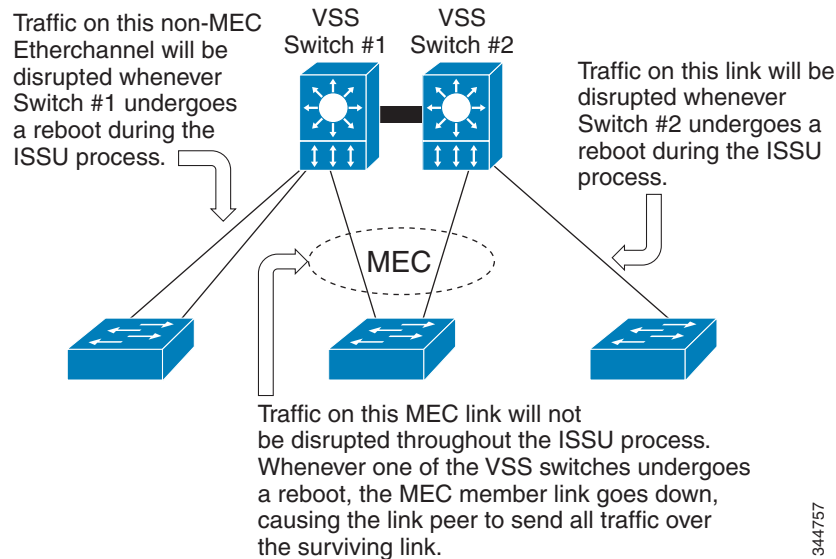 Traffic on this non-MEC
Etherchannel will be
disrupted whenever
Switch #1 undergoes
a reboot during the
ISSU process.
VSS
Switch #1
VSS
Switch #2
Traffic on this link will be
disrupted whenever
Switch #2 undergoes a
reboot during the ISSU
process.
MEC
Traffic on this MEC link will not
be disrupted throughout the ISSU process.
Whenever one of the VSS switches undergoes
a reboot, the MEC member link goes down,
causing the link peer to send all traffic over
the surviving link.
344757